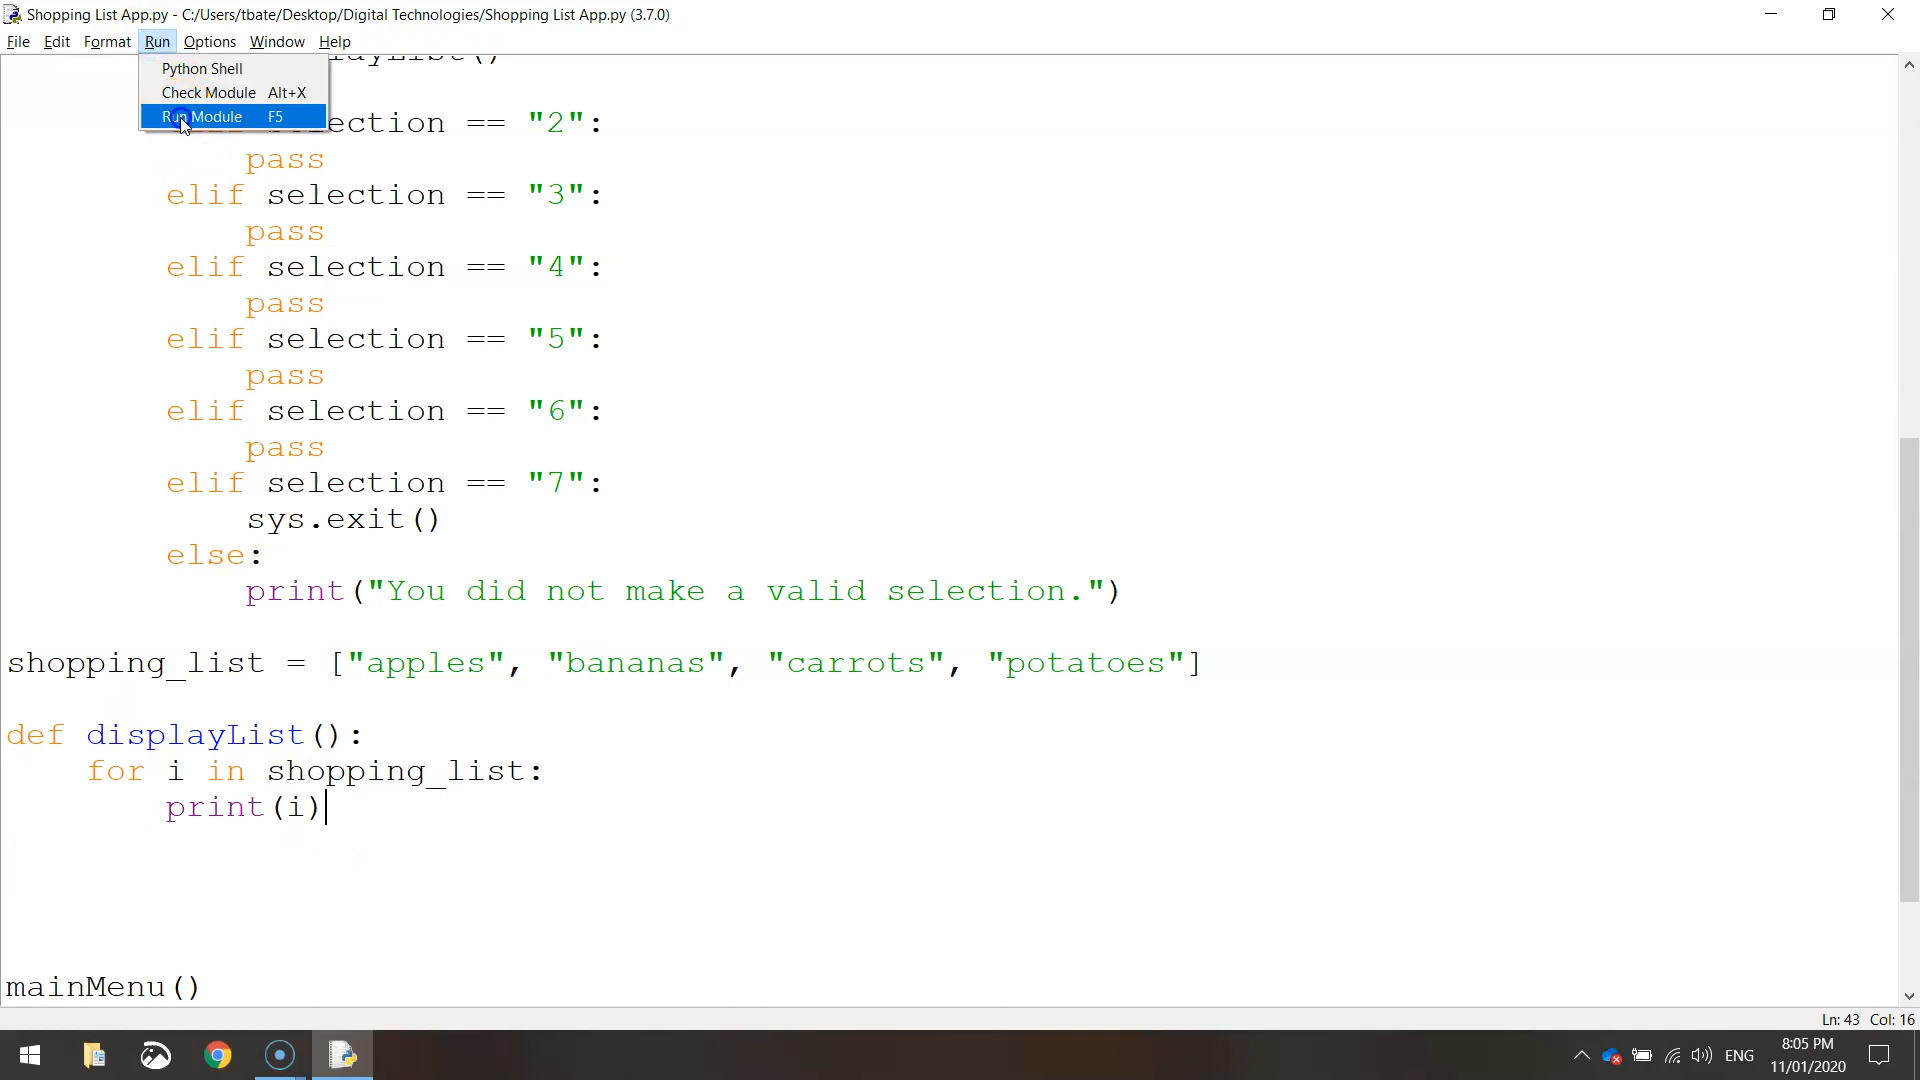 Shopping List App.py - C:/Users/tbate/Desktop/Digital Technologies/Shopping List App.py (3.7.0)
File Edit Format Run Options Window Help
Python Shell
Check Module Alt+X
Run Module F5
selection == "2":
pass
elif selection == "3":
pass
elif selection == "4":
pass
elif selection == "5":
pass
elif selection == "6":
pass
elif selection == "7":
sys.exit()
else:
print("You did not make a valid selection.")
shopping_list = ["apples", "bananas", "carrots", "potatoes"]
def displayList():
for i in shopping_list:
print(i)
mainMenu()
Ln: 43 Col: 16
ENG
8:05 PM
11/01/2020